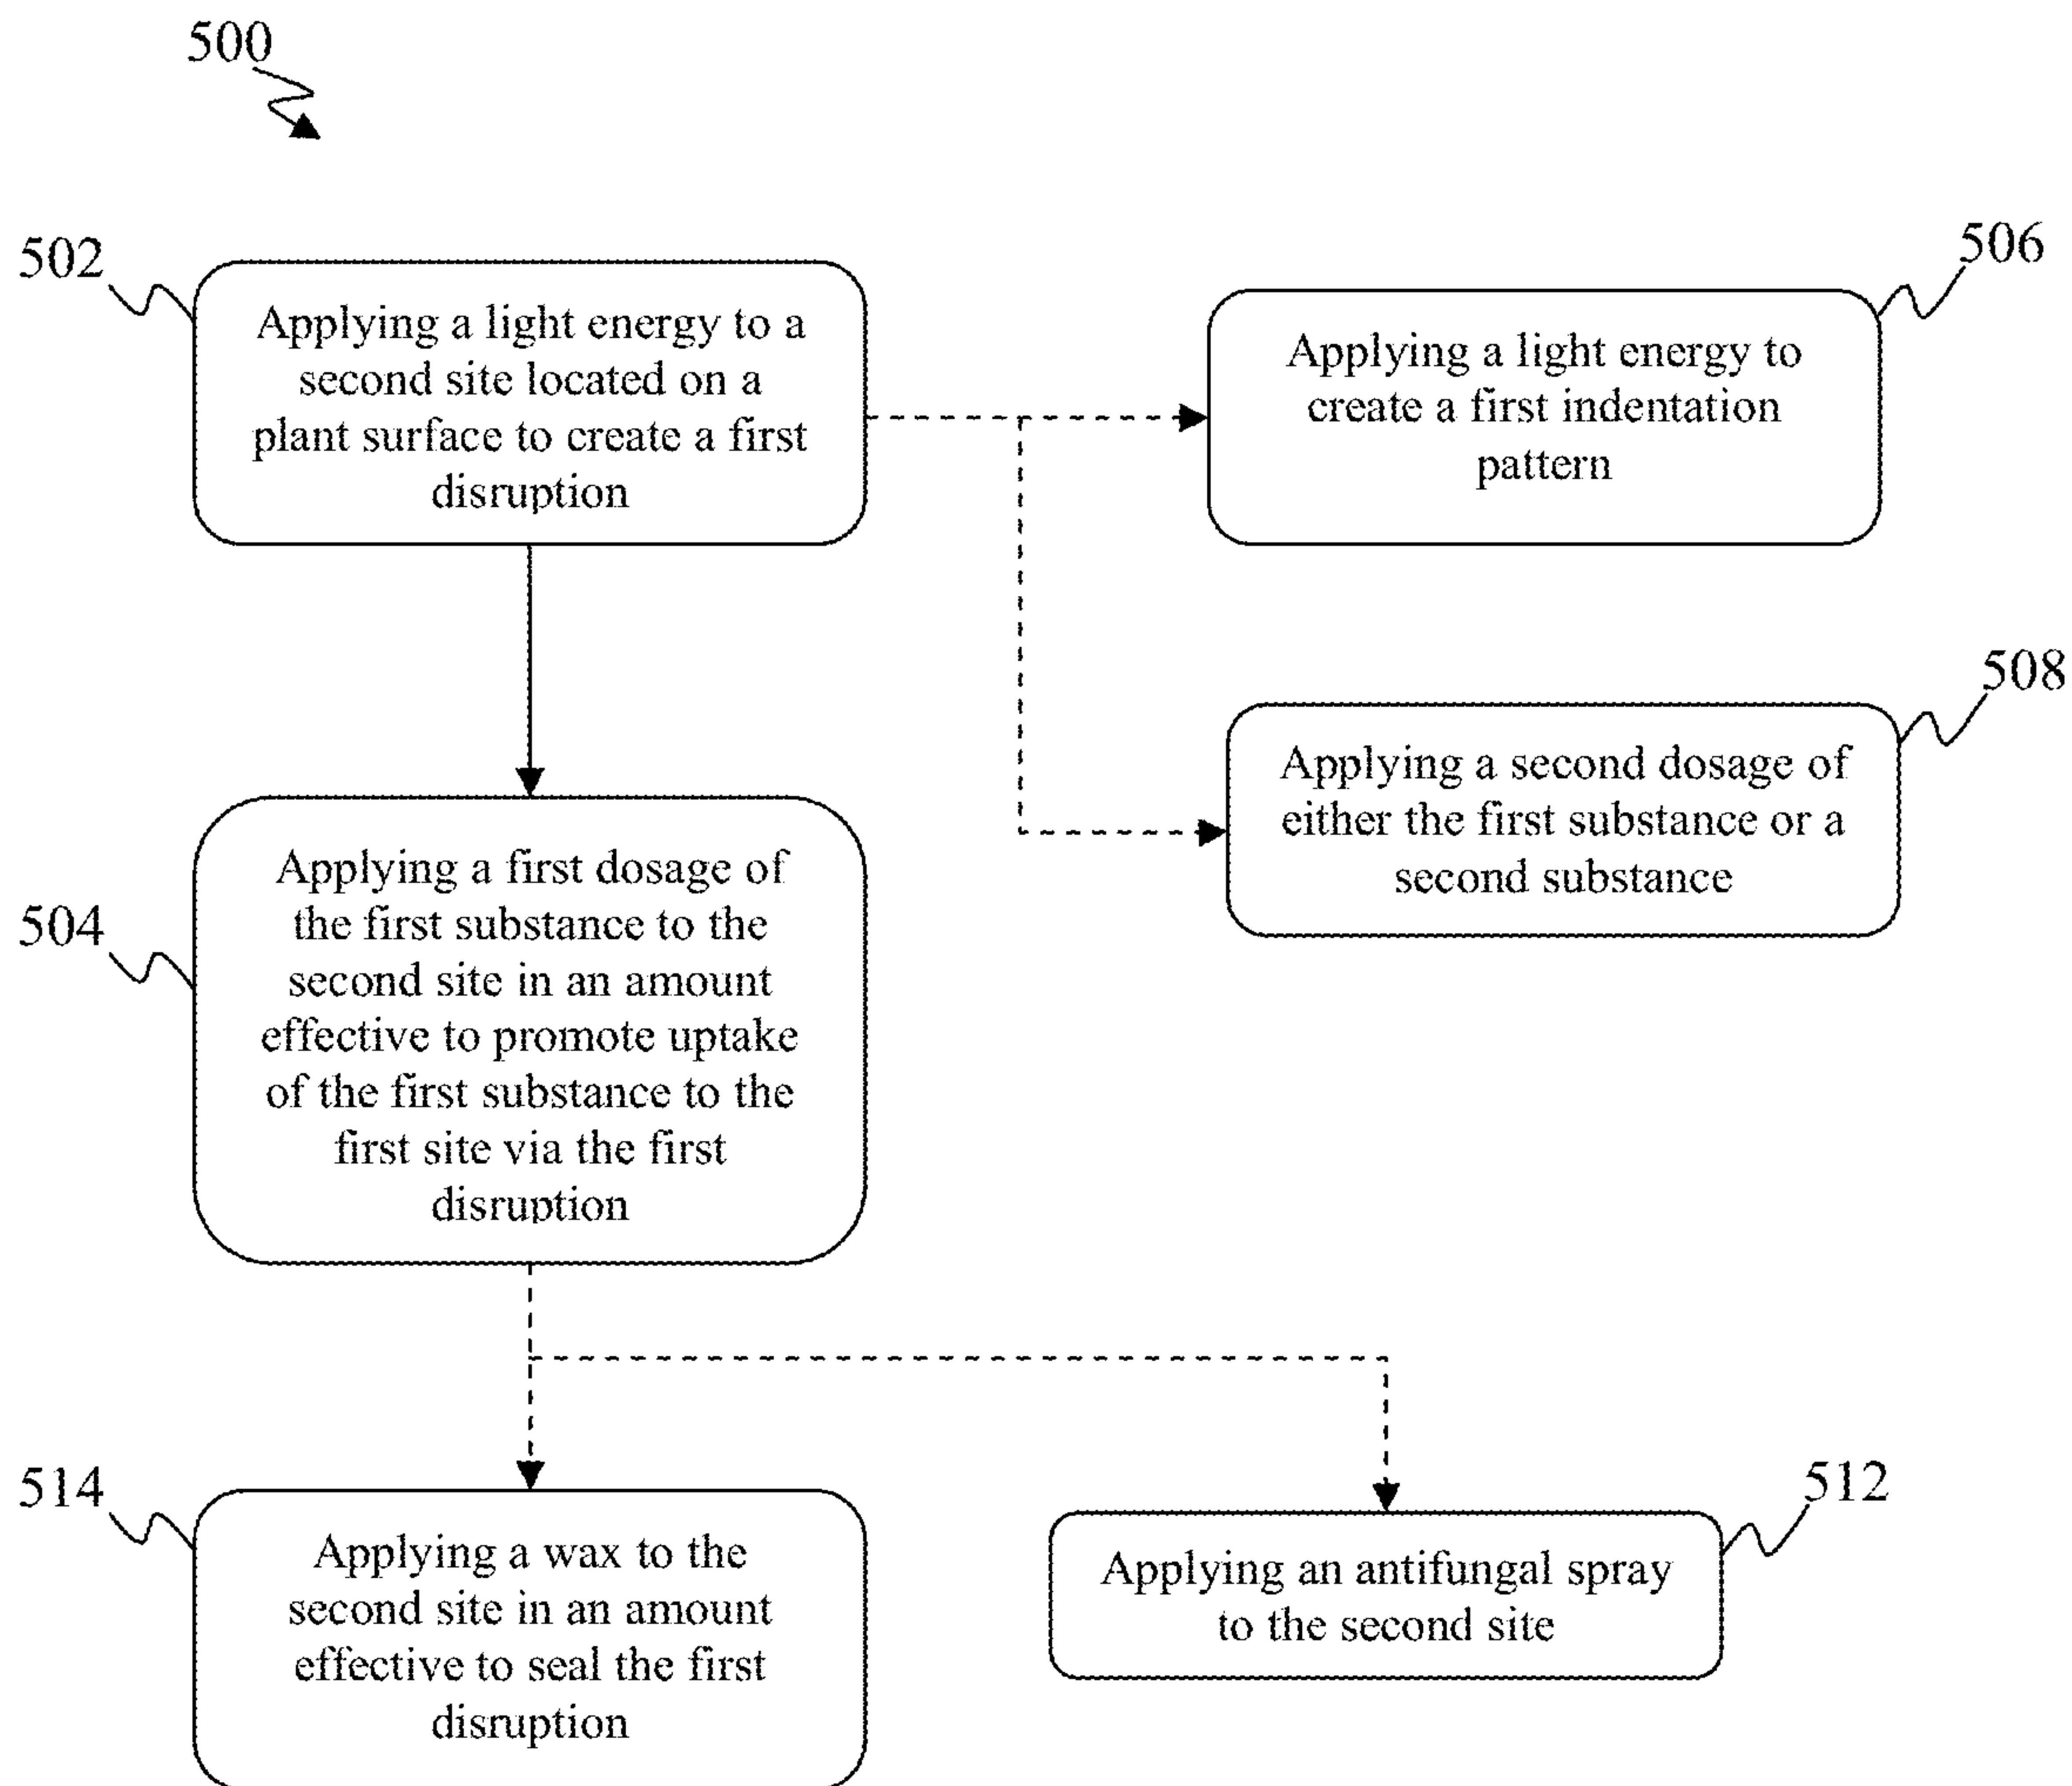 500
502
Applying a light energy to a
second site located on a
plant surface to create a first
disruption
506
Applying a light energy to
create a first indentation
pattern
508
Applying a second dosage of
either the first substance or a
second substance
504
Applying a first dosage of
the first substance to the
second site in an amount
effective to promote uptake
of the first substance to the
first site via the first
disruption
514
Applying a wax to the
second site in an amount
effective to seal the first
disruption
512
Applying an antifungal spray
to the second site